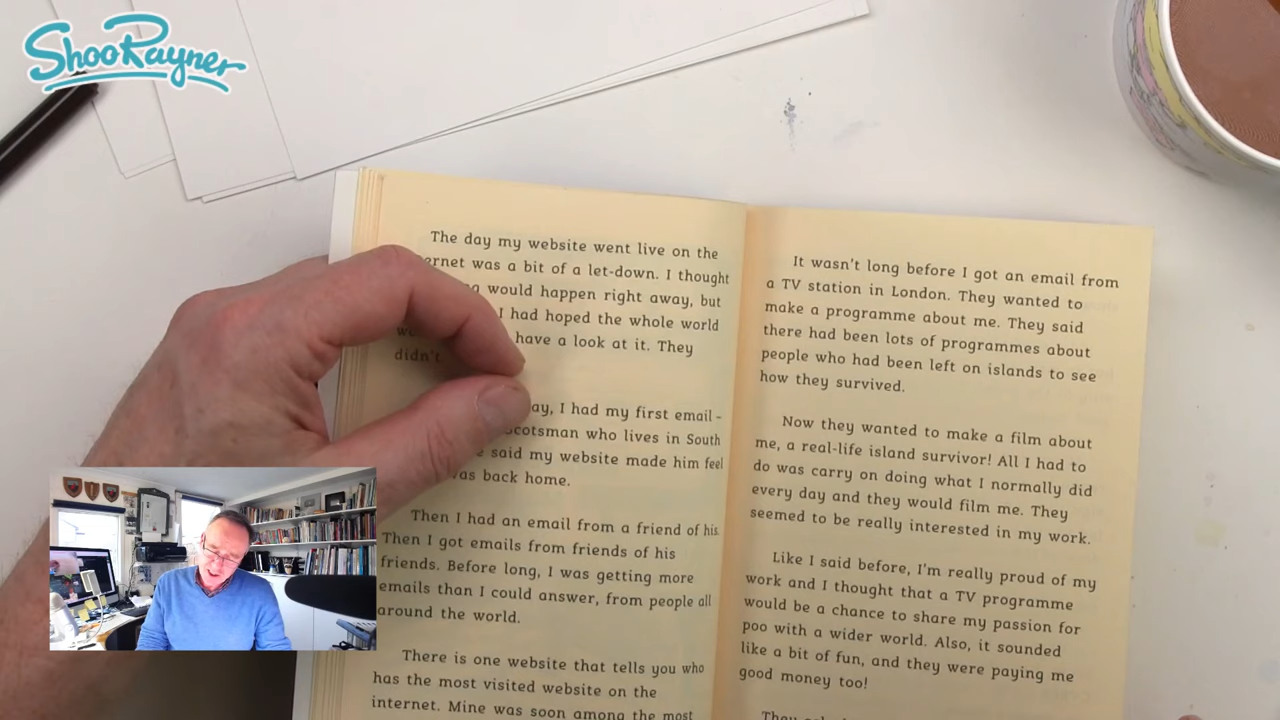 ShooRayner
The day my website went live on the
ernet was a bit of a let-down. I thought
would happen right away, but
I had hoped the whole world
have a look at it. They
didn't.
ay, I had my first email –
Scotsman who lives in South
said my website made him feel
was back home.
Then I had an email from a friend of his.
Then I got emails from friends of his
friends. Before long, I was getting more
emails than I could answer, from people all
around the world.
There is one website that tells you who
has the most visited website on the
internet. Mine was soon among the most
It wasn't long before I got an email from
a TV station in London. They wanted to
make a programme about me. They said
there had been lots of programmes about
people who had been left on islands to see
how they survived.
Now they wanted to make a film about
me, a real-life island survivor! All I had to
do was carry on doing what I normally did
every day and they would film me. They
seemed to be really interested in my work.
Like I said before, I'm really proud of my
work and I thought that a TV programme
would be a chance to share my passion for
poo with a wider world. Also, it sounded
like a bit of fun, and they were paying me
good money too!
They